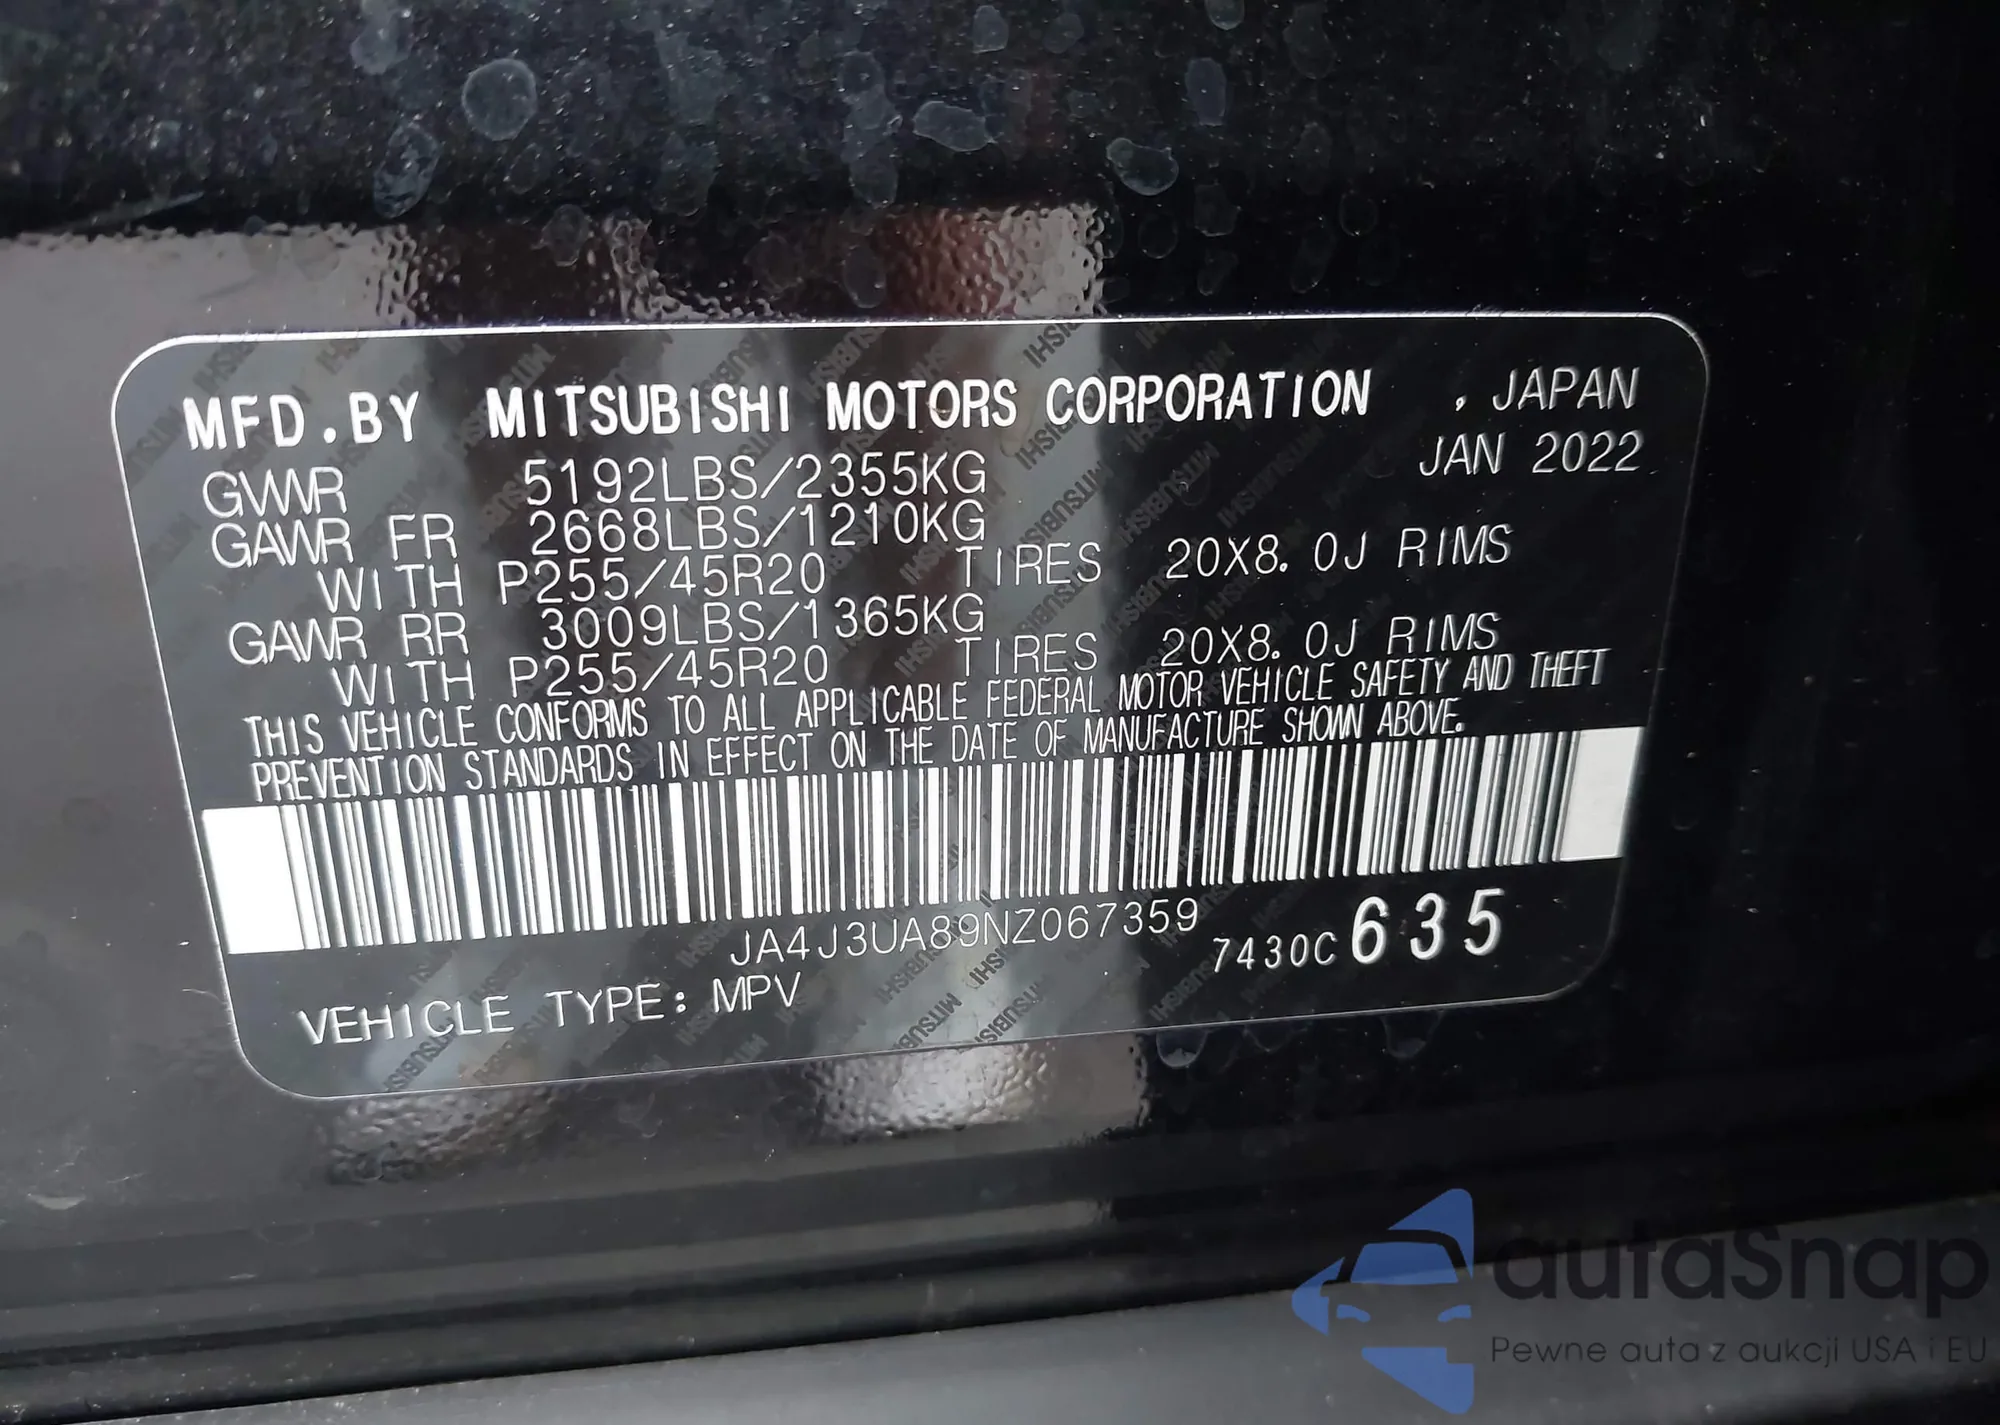 MFD.BY MITSUBISHI MOTORS CORPORATION , JAPAN
JAN 2022
GVWR 5192LBS/2355KG
GAWR FR 2668LBS/1210KG
WITH P255/45R20 TIRES 20X8.0J RIMS
GAWR RR 3009LBS/1365KG
WITH P255/45R20 TIRES 20X8.0J RIMS
THIS VEHICLE CONFORMS TO ALL APPLICABLE FEDERAL MOTOR VEHICLE SAFETY AND THEFT
PREVENTION STANDARDS IN EFFECT ON THE DATE OF MANUFACTURE SHOWN ABOVE.
JA4J3UA89NZ067359
7430C635
VEHICLE TYPE: MPV
autaSnap
Pewne auta z aukcji USA i EU